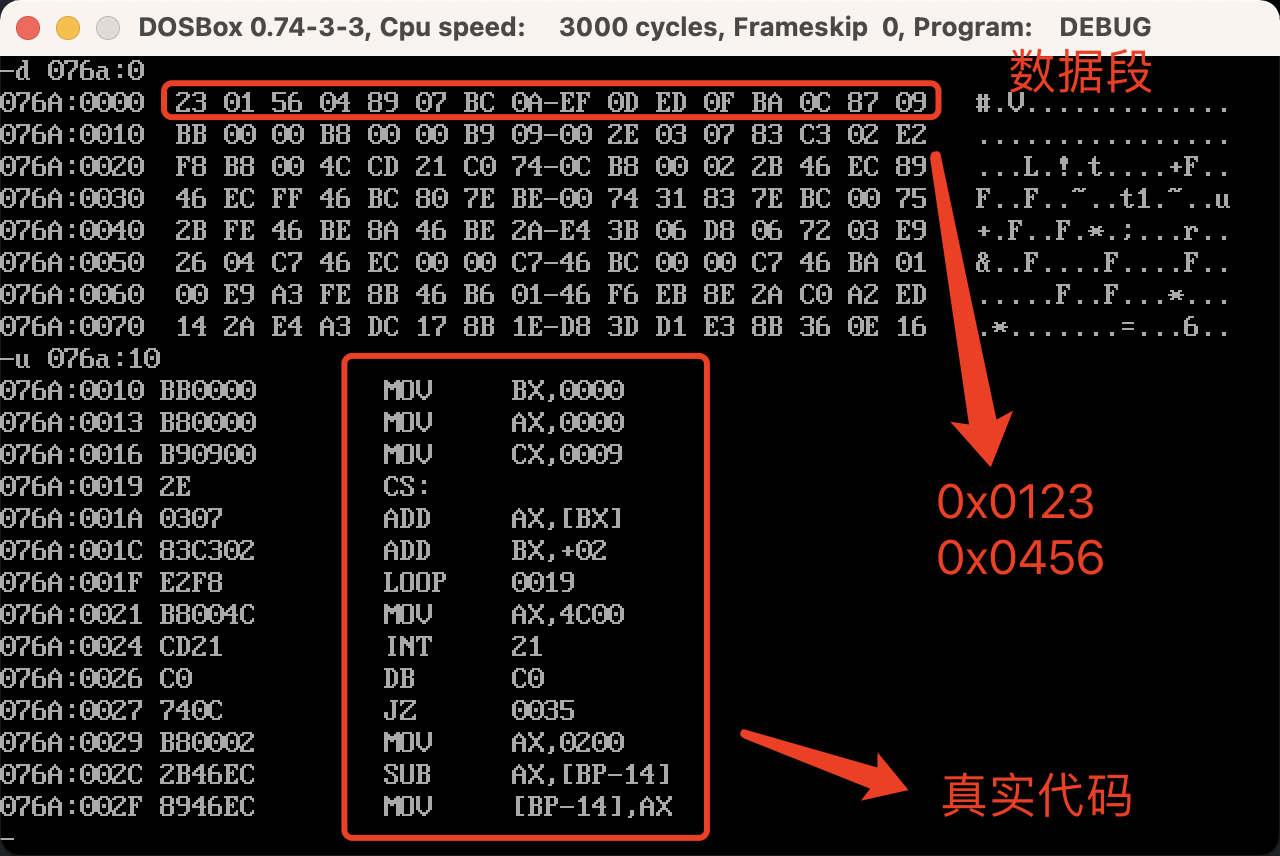 DOSBox 0.74-3-3, Cpu speed: 3000 cycles, Frameskip 0, Program: DEBUG
数据段
-d 076a:0
076A:0000 23 01 56 04 89 07 BC 0A-EF 0D ED 0F BA 0C 87 09 #.V.............
076A:0010 BB 00 00 B8 00 00 B9 09-00 2E 03 07 83 C3 02 E2 ................
076A:0020 F8 B8 00 4C CD 21 C0 74-0C B8 00 02 2B 46 EC 89 ...L.!.t....+F..
076A:0030 46 EC FF 46 BC 80 7E BE-00 74 31 83 7E BC 00 75 F..F..~..t1.~..u
076A:0040 2B FE 46 BE 8A 46 BE 2A-E4 3B 06 D8 06 72 03 E9 +.F..F.*.;...r..
076A:0050 26 04 C7 46 EC 00 00 C7-46 BC 00 00 C7 46 BA 01 &..F....F....F..
076A:0060 00 E9 A3 FE 8B 46 B6 01-46 F6 EB 8E 2A C0 A2 ED .....F..F...*...
076A:0070 14 2A E4 A3 DC 17 8B 1E-D8 3D D1 E3 8B 36 0E 16 .*.......=...6..
-u 076a:10
076A:0010 BB0000 MOV BX,0000
076A:0013 B80000 MOV AX,0000
076A:0016 B90900 MOV CX,0009
076A:0019 2E CS:
076A:001A 0307 ADD AX,[BX]
076A:001C 83C302 ADD BX,+02
076A:001F E2F8 LOOP 0019
076A:0021 B8004C MOV AX,4C00
076A:0024 CD21 INT 21
076A:0026 C0 DB C0
076A:0027 740C JZ 0035
076A:0029 B80002 MOV AX,0200
076A:002C 2B46EC SUB AX,[BP-14]
076A:002F 8946EC MOV [BP-14],AX
-
0x0123
0x0456
真实代码